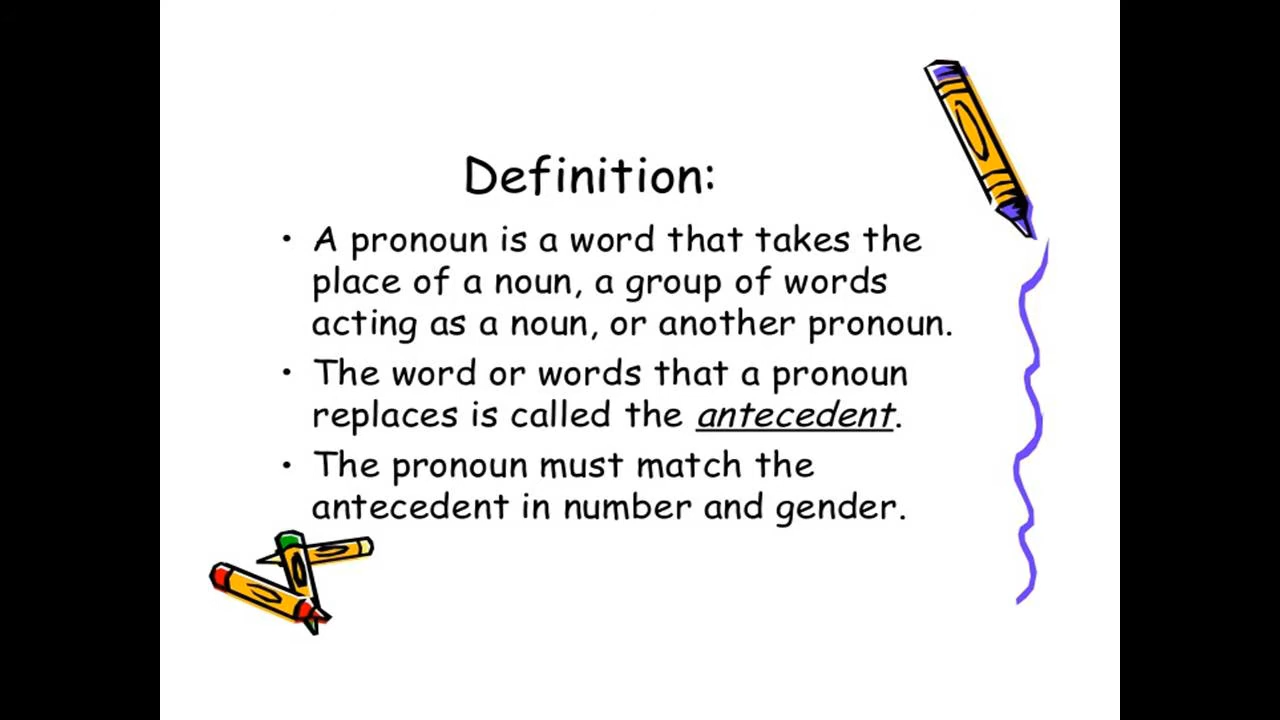 Definition:
• A pronoun is a word that takes the
place of a noun, a group of words
acting as a noun, or another pronoun.
• The word or words that a pronoun
replaces is called the antecedent.
• The pronoun must match the
antecedent in number and gender.